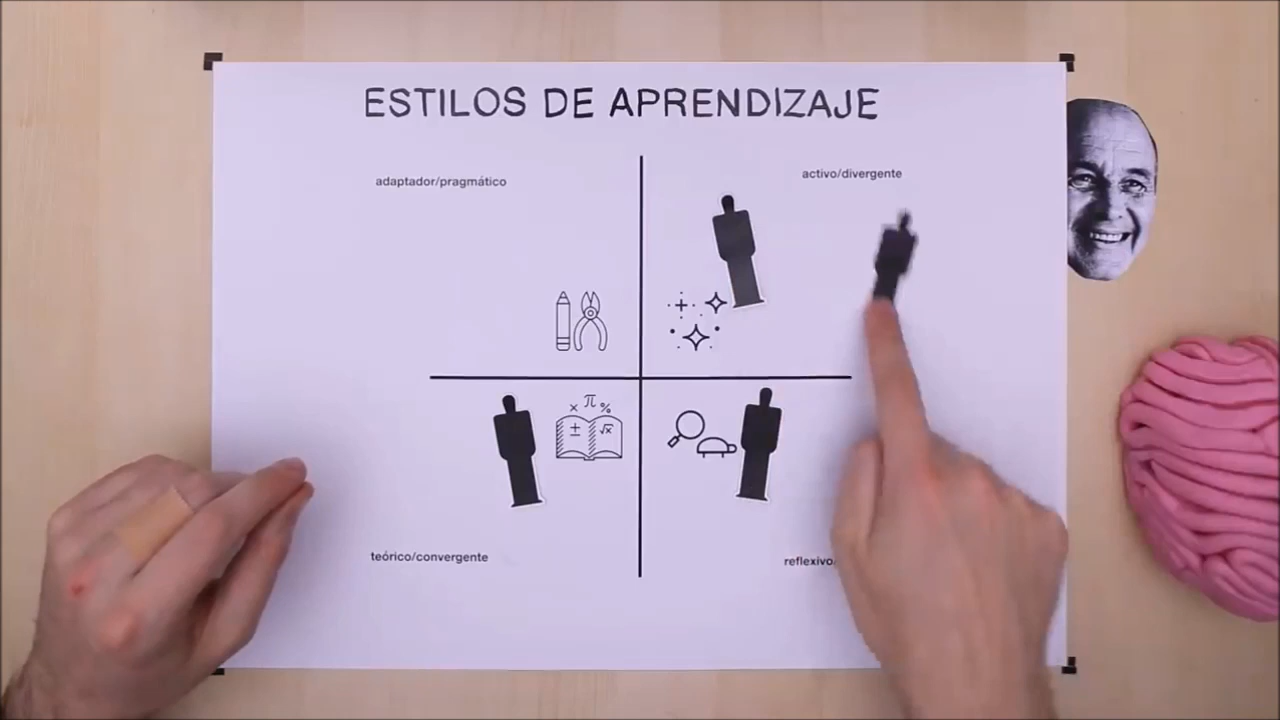 ESTILOS DE APRENDIZAJE
adaptador/pragmático
activo/divergente
x π %
± √x
teórico/convergente
reflexivo/